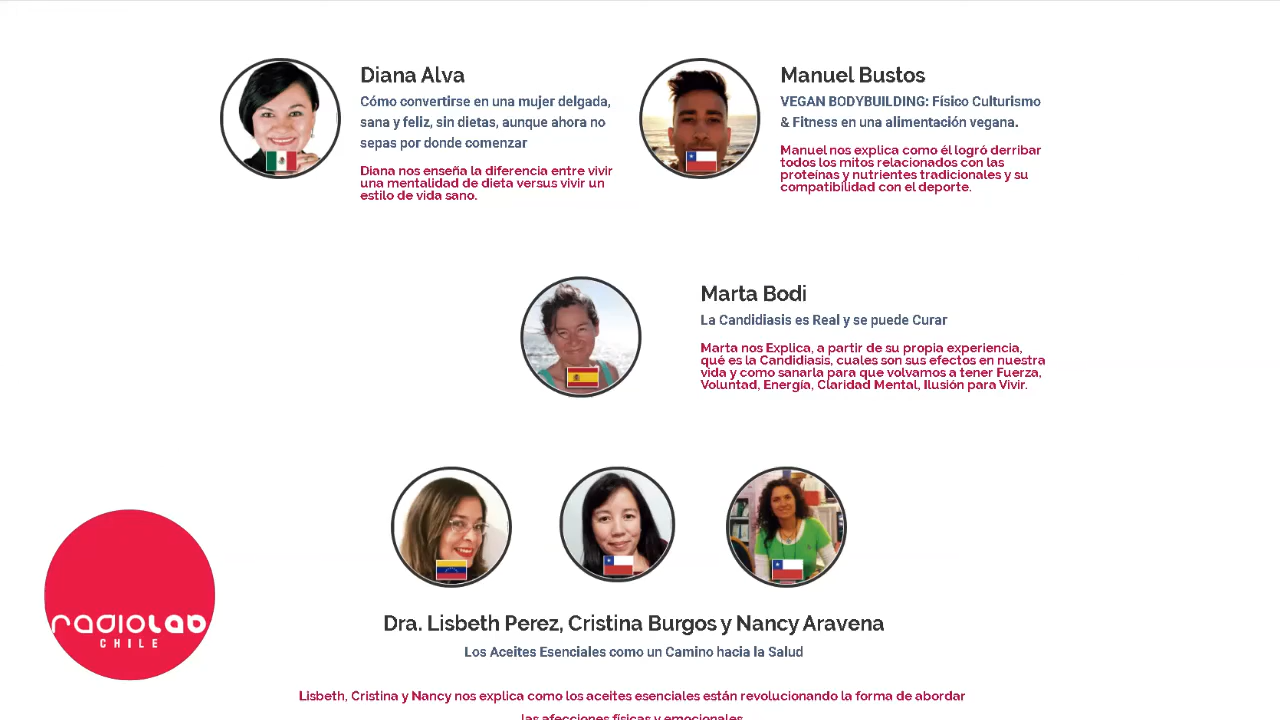 Diana Alva
Cómo convertirse en una mujer delgada,
sana y feliz, sin dietas, aunque ahora no
sepas por donde comenzar
Diana nos enseña la diferencia entre vivir
una mentalidad de dieta versus vivir un
estilo de vida sano.
Manuel Bustos
VEGAN BODYBUILDING: Físico Culturismo
& Fitness en una alimentación vegana.
Manuel nos explica como él logró derribar
todos los mitos relacionados con las
proteínas y nutrientes tradicionales y su
compatibilidad con el deporte.
Marta Bodi
La Candidiasis es Real y se puede Curar
Marta nos Explica, a partir de su propia experiencia,
qué es la Candidiasis, cuales son sus efectos en nuestra
vida y como sanarla para que volvamos a tener Fuerza,
Voluntad, Energía, Claridad Mental, Ilusión para Vivir.
Dra. Lisbeth Perez, Cristina Burgos y Nancy Aravena
Los Aceites Esenciales como un Camino hacia la Salud
Lisbeth, Cristina y Nancy nos explica como los aceites esenciales están revolucionando la forma de abordar
las afecciones físicas y emocionales.
radiolab
CHILE